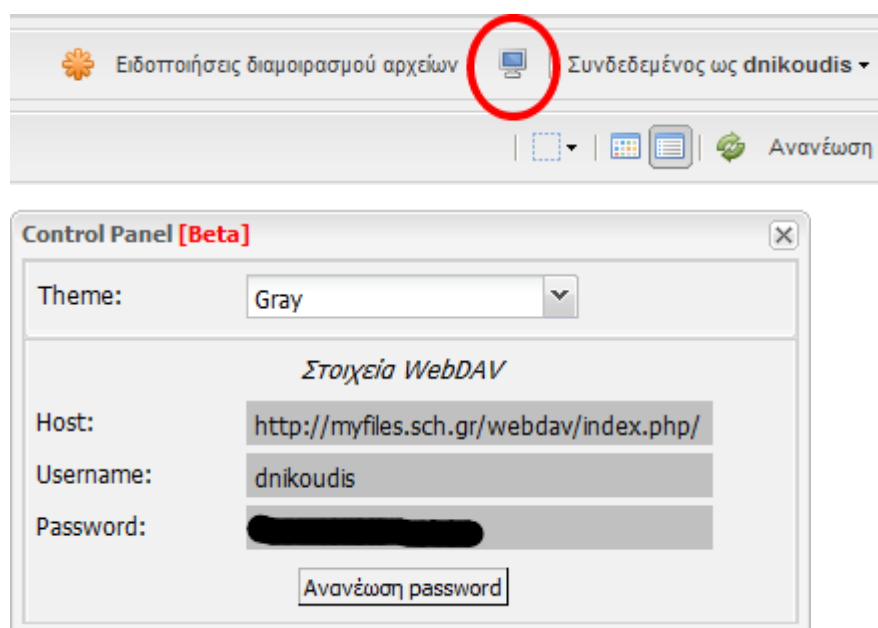 Ειδοποιήσεις διαμοιρασμού αρχείων Συνδεδεμένος ως dnikoudis
Ανανέωση
Control Panel [Beta]
Theme: Gray
Στοιχεία WebDAV
Host: http://myfiles.sch.gr/webdav/index.php/
Username: dnikoudis
Password:
Ανανέωση password